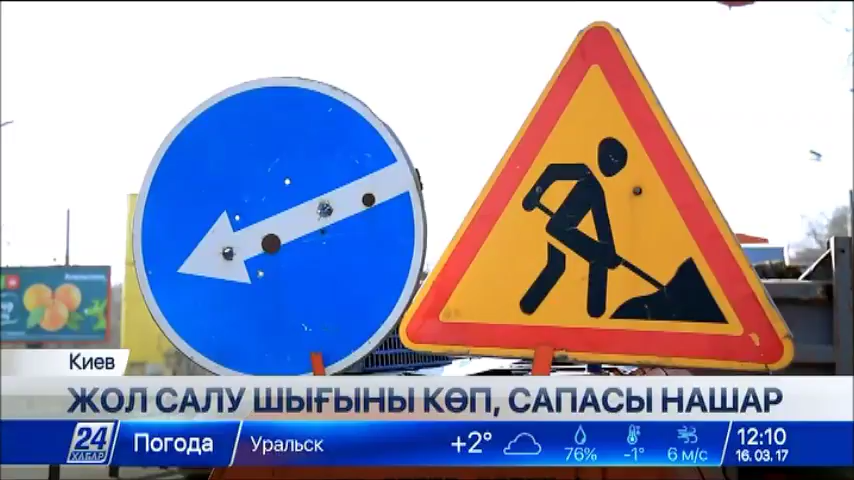 Киев
ЖОЛ САЛУ ШЫҒЫНЫ КӨП, САПАСЫ НАШАР
24 Погода Уральск +2° 76% -1° 6 м/с 12:10
ХАБАР 16.03.17